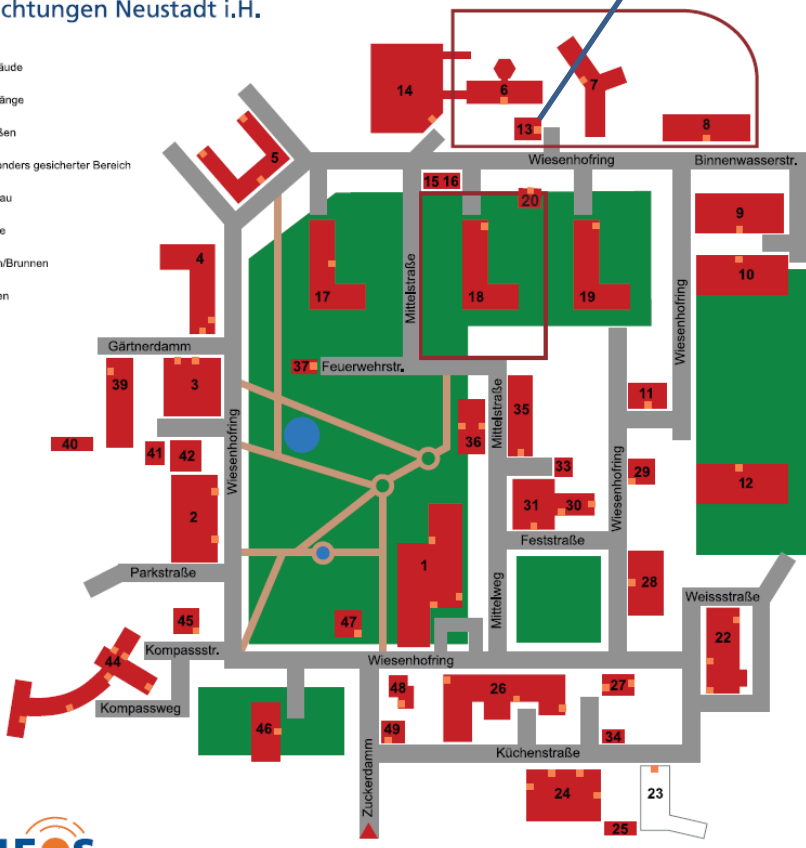 chtungen Neustadt i.H.
äude
änge
ßen
onders gesicherter Bereich
au
e
n/Brunnen
en
14
6
7
13
8
5
Wiesenhofring
Binnenwasserstr.
15 16
20
9
4
10
17
Mittelstraße
18
19
Wiesenhofring
Gärtnerdamm
37
Feuerwehrstr.
39
3
11
35
Mittelstraße
36
40
41
42
Wiesenhofring
33
29
12
31
30
Wiesenhofring
2
Feststraße
1
28
Parkstraße
Weissstraße
Mittelweg
45
47
22
Kompassstr.
44
Wiesenhofring
48
26
27
Kompassweg
46
49
34
Küchenstraße
Zuckerdamm
24
23
25